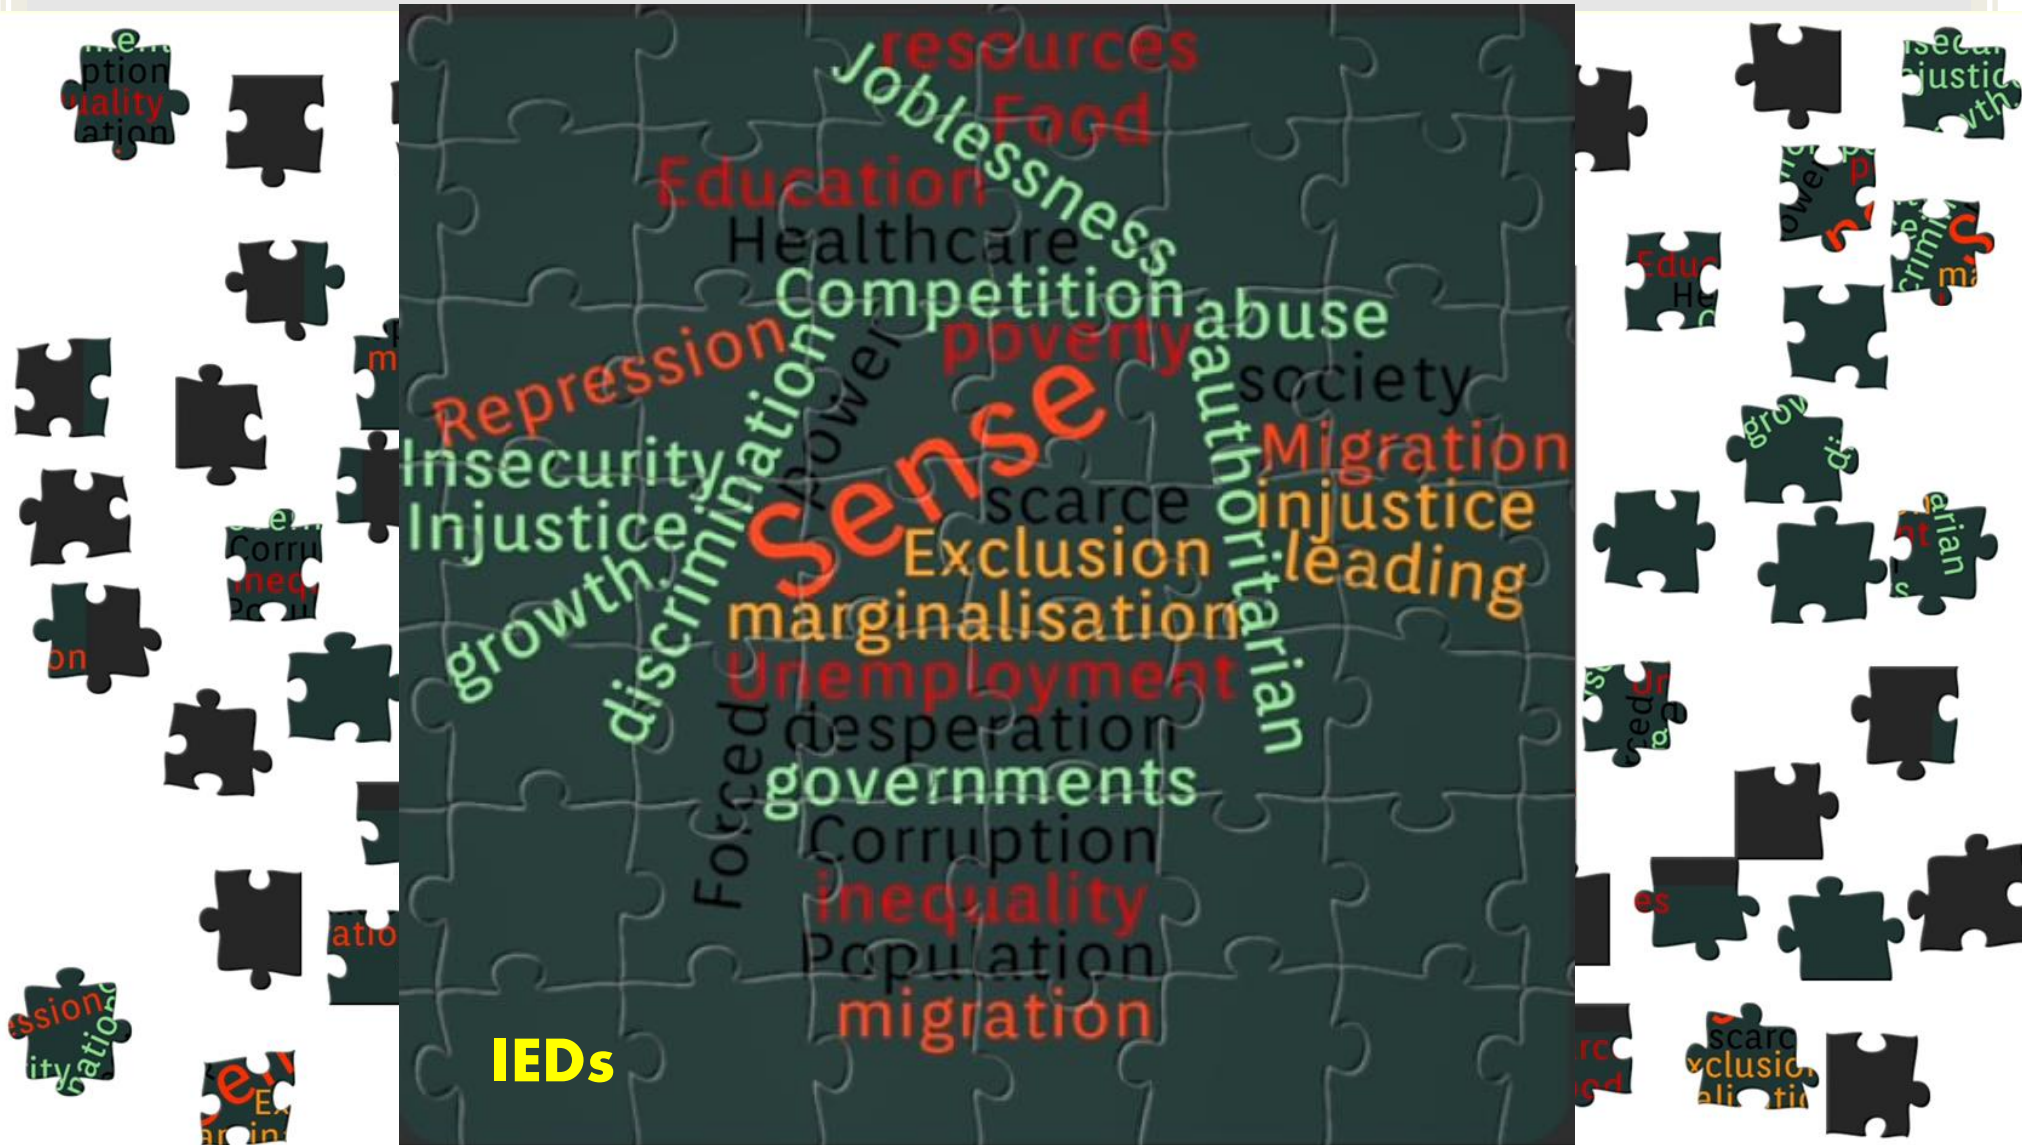 resources
Joblessness
Food
Education
Healthcare
Competition
abuse
poverty
Repression
discrimination
power
authoritarian
society
Sense
Migration
Insecurity
scarce
injustice
Injustice
Exclusion
leading
growth.
marginalisation
Unemployment
Forced
desperation
governments
Corruption
inequality
Population
migration
IEDs